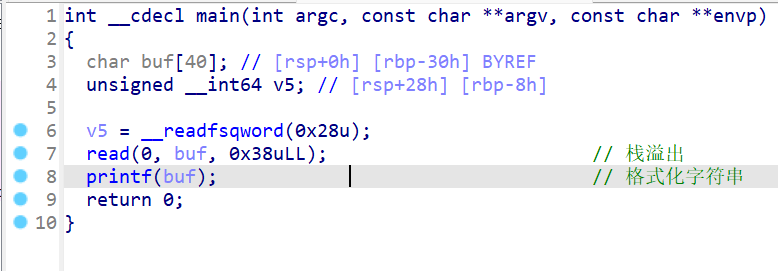 1 int __cdecl main(int argc, const char **argv, const char **envp)
2 {
3 char buf[40]; // [rsp+0h] [rbp-30h] BYREF
4 unsigned __int64 v5; // [rsp+28h] [rbp-8h]
5
6 v5 = __readfsqword(0x28u);
7 read(0, buf, 0x38uLL); // 栈溢出
8 printf(buf); // 格式化字符串
9 return 0;
10 }